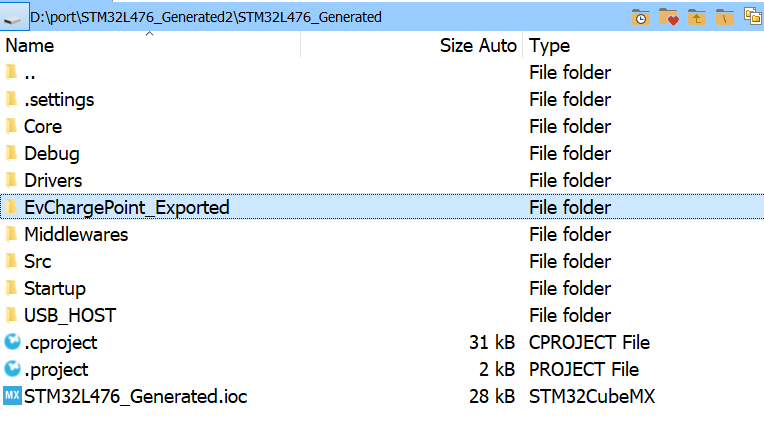 D:\port\STM32L476_Generated2\STM32L476_Generated
Name Size Auto Type
.. File folder
.settings File folder
Core File folder
Debug File folder
Drivers File folder
EvChargePoint_Exported File folder
Middlewares File folder
Src File folder
Startup File folder
USB_HOST File folder
.cproject 31 kB CPROJECT File
.project 2 kB PROJECT File
MX STM32L476_Generated.ioc 28 kB STM32CubeMX